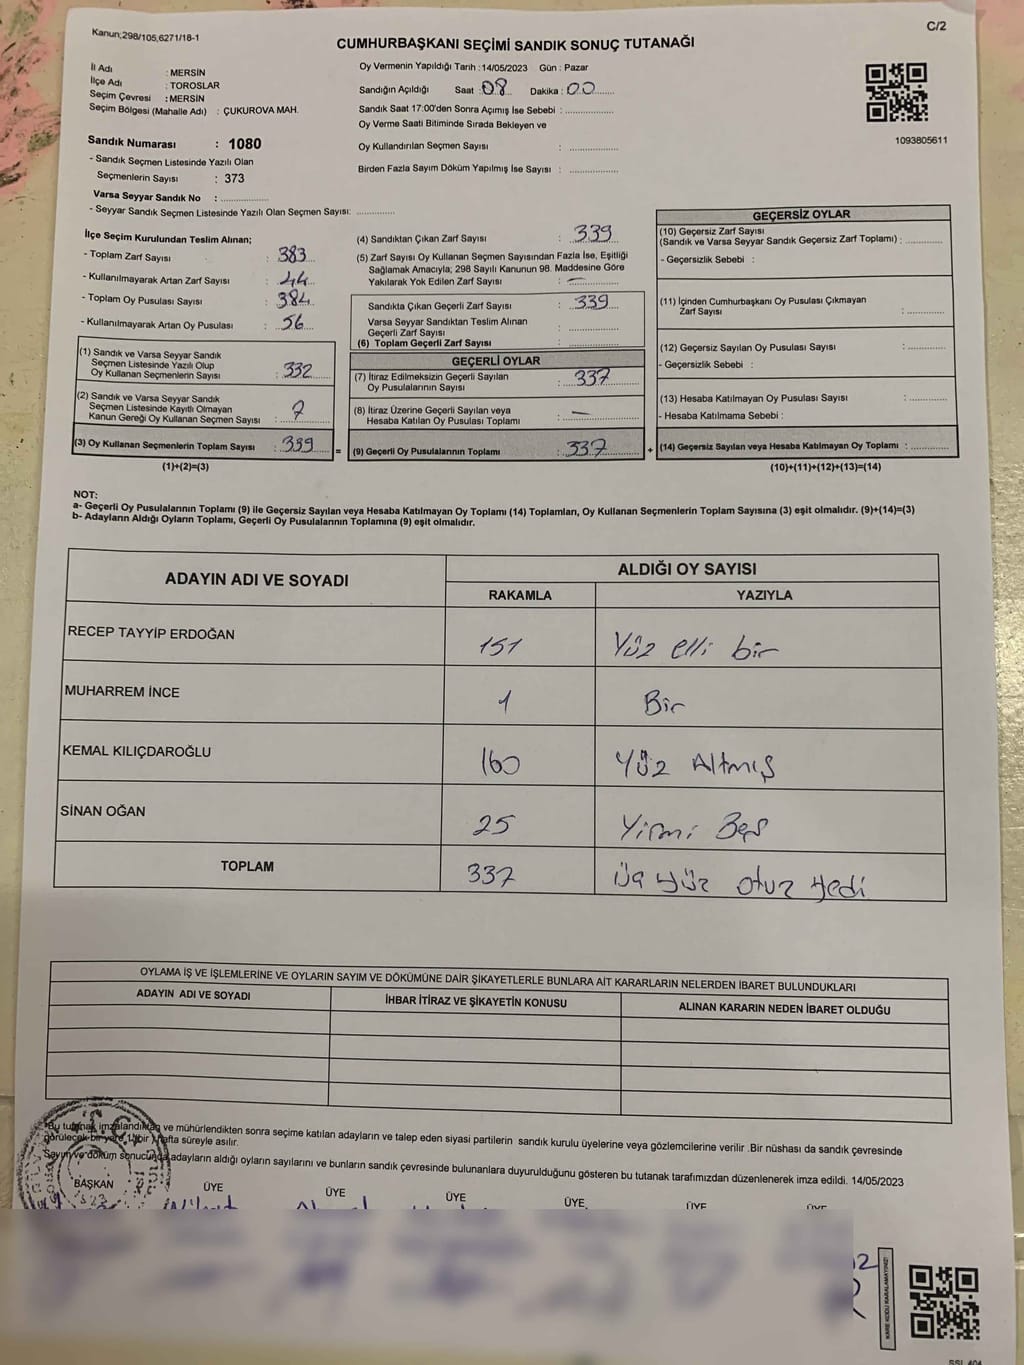 Kanun;298/105,6271/18-1
C/2
CUMHURBAŞKANI SEÇİMİ SANDIK SONUÇ TUTANAĞI
İl Adı : MERSİN
İlçe Adı : TOROSLAR
Seçim Çevresi : MERSİN
Seçim Bölgesi (Mahalle Adı) : ÇUKUROVA MAH.
Sandık Numarası : 1080
- Sandık Seçmen Listesinde Yazılı Olan
Seçmenlerin Sayısı : 373
Varsa Seyyar Sandık No : ..............
- Seyyar Sandık Seçmen Listesinde Yazılı Olan Seçmen Sayısı: ............
Oy Vermenin Yapıldığı Tarih : 14/05/2023 Gün : Pazar
Sandığın Açıldığı Saat : 08 Dakika : 00
Sandık Saat 17:00'den Sonra Açımış İse Sebebi : ................
Oy Verme Saati Bitiminde Sırada Bekleyen ve
Oy Kullandırılan Seçmen Sayısı : ................
Birden Fazla Sayım Döküm Yapılmış İse Sayısı : ................
1093805611
İlçe Seçim Kurulundan Teslim Alınan;
- Toplam Zarf Sayısı : 383
- Kullanılmayarak Artan Zarf Sayısı : 44
- Toplam Oy Pusulası Sayısı : 384
- Kullanılmayarak Artan Oy Pusulası : 56
(1) Sandık ve Varsa Seyyar Sandık
Seçmen Listesinde Yazılı Olup
Oy Kullanan Seçmenlerin Sayısı : 332
(2) Sandık ve Varsa Seyyar Sandık
Seçmen Listesinde Kayıtlı Olmayan
Kanun Gereği Oy Kullanan Seçmen Sayısı : 7
(3) Oy Kullanan Seçmenlerin Toplam Sayısı : 339
(1)+(2)=(3)
(4) Sandıktan Çıkan Zarf Sayısı : 339
(5) Zarf Sayısı Oy Kullanan Seçmen Sayısından Fazla İse, Eşitliği
Sağlamak Amacıyla; 298 Sayılı Kanunun 98. Maddesine Göre
Yakılarak Yok Edilen Zarf Sayısı : —
Sandıkta Çıkan Geçerli Zarf Sayısı : 339
Varsa Seyyar Sandıktan Teslim Alınan
Geçerli Zarf Sayısı : ................
(6) Toplam Geçerli Zarf Sayısı : ................
GEÇERLİ OYLAR
(7) İtiraz Edilmeksizin Geçerli Sayılan
Oy Pusulalarının Sayısı : 337
(8) İtiraz Üzerine Geçerli Sayılan veya
Hesaba Katılan Oy Pusulası Toplamı : —
= (9) Geçerli Oy Pusulalarının Toplamı : 337 +
GEÇERSİZ OYLAR
(10) Geçersiz Zarf Sayısı
(Sandık ve Varsa Seyyar Sandık Geçersiz Zarf Toplamı) : ............
- Geçersizlik Sebebi :
(11) İçinden Cumhurbaşkanı Oy Pusulası Çıkmayan
Zarf Sayısı : ............
(12) Geçersiz Sayılan Oy Pusulası Sayısı : ............
- Geçersizlik Sebebi :
(13) Hesaba Katılmayan Oy Pusulası Sayısı : ............
- Hesaba Katılmama Sebebi :
(14) Geçersiz Sayılan veya Hesaba Katılmayan Oy Toplamı : ............
(10)+(11)+(12)+(13)=(14)
NOT:
a- Geçerli Oy Pusulalarının Toplamı (9) ile Geçersiz Sayılan veya Hesaba Katılmayan Oy Toplamı (14) Toplamları, Oy Kullanan Seçmenlerin Toplam Sayısına (3) eşit olmalıdır. (9)+(14)=(3)
b- Adayların Aldığı Oyların Toplamı, Geçerli Oy Pusulalarının Toplamına (9) eşit olmalıdır.
ADAYIN ADI VE SOYADI
ALDIĞI OY SAYISI
RAKAMLA YAZIYLA
RECEP TAYYİP ERDOĞAN 151 Yüz elli bir
MUHARREM İNCE 1 Bir
KEMAL KILIÇDAROĞLU 160 Yüz Altmış
SİNAN OĞAN 25 Yirmi Beş
TOPLAM 337 üç yüz otuz yedi
OYLAMA İŞ VE İŞLEMLERİNE VE OYLARIN SAYIM VE DÖKÜMÜNE DAİR ŞİKAYETLERLE BUNLARA AİT KARARLARIN NELERDEN İBARET BULUNDUKLARI
ADAYIN ADI VE SOYADI İHBAR İTİRAZ VE ŞİKAYETİN KONUSU ALINAN KARARIN NEDEN İBARET OLDUĞU
*Bu tutanak imzalandıktan ve mühürlendikten sonra seçime katılan adayların ve talep eden siyasi partilerin sandık kurulu üyelerine veya gözlemcilerine verilir .Bir nüshası da sandık çevresinde
görülecek bir yere 1 (bir) hafta süreyle asılır.
Sayım ve döküm sonucunda adayların aldığı oyların sayılarını ve bunların sandık çevresinde bulunanlara duyurulduğunu gösteren bu tutanak tarafımızdan düzenlenerek imza edildi. 14/05/2023
BAŞKAN ÜYE ÜYE ÜYE ÜYE ÜYE ÜYE
T.C.
KARE KODU KARALAMAYINIZ!